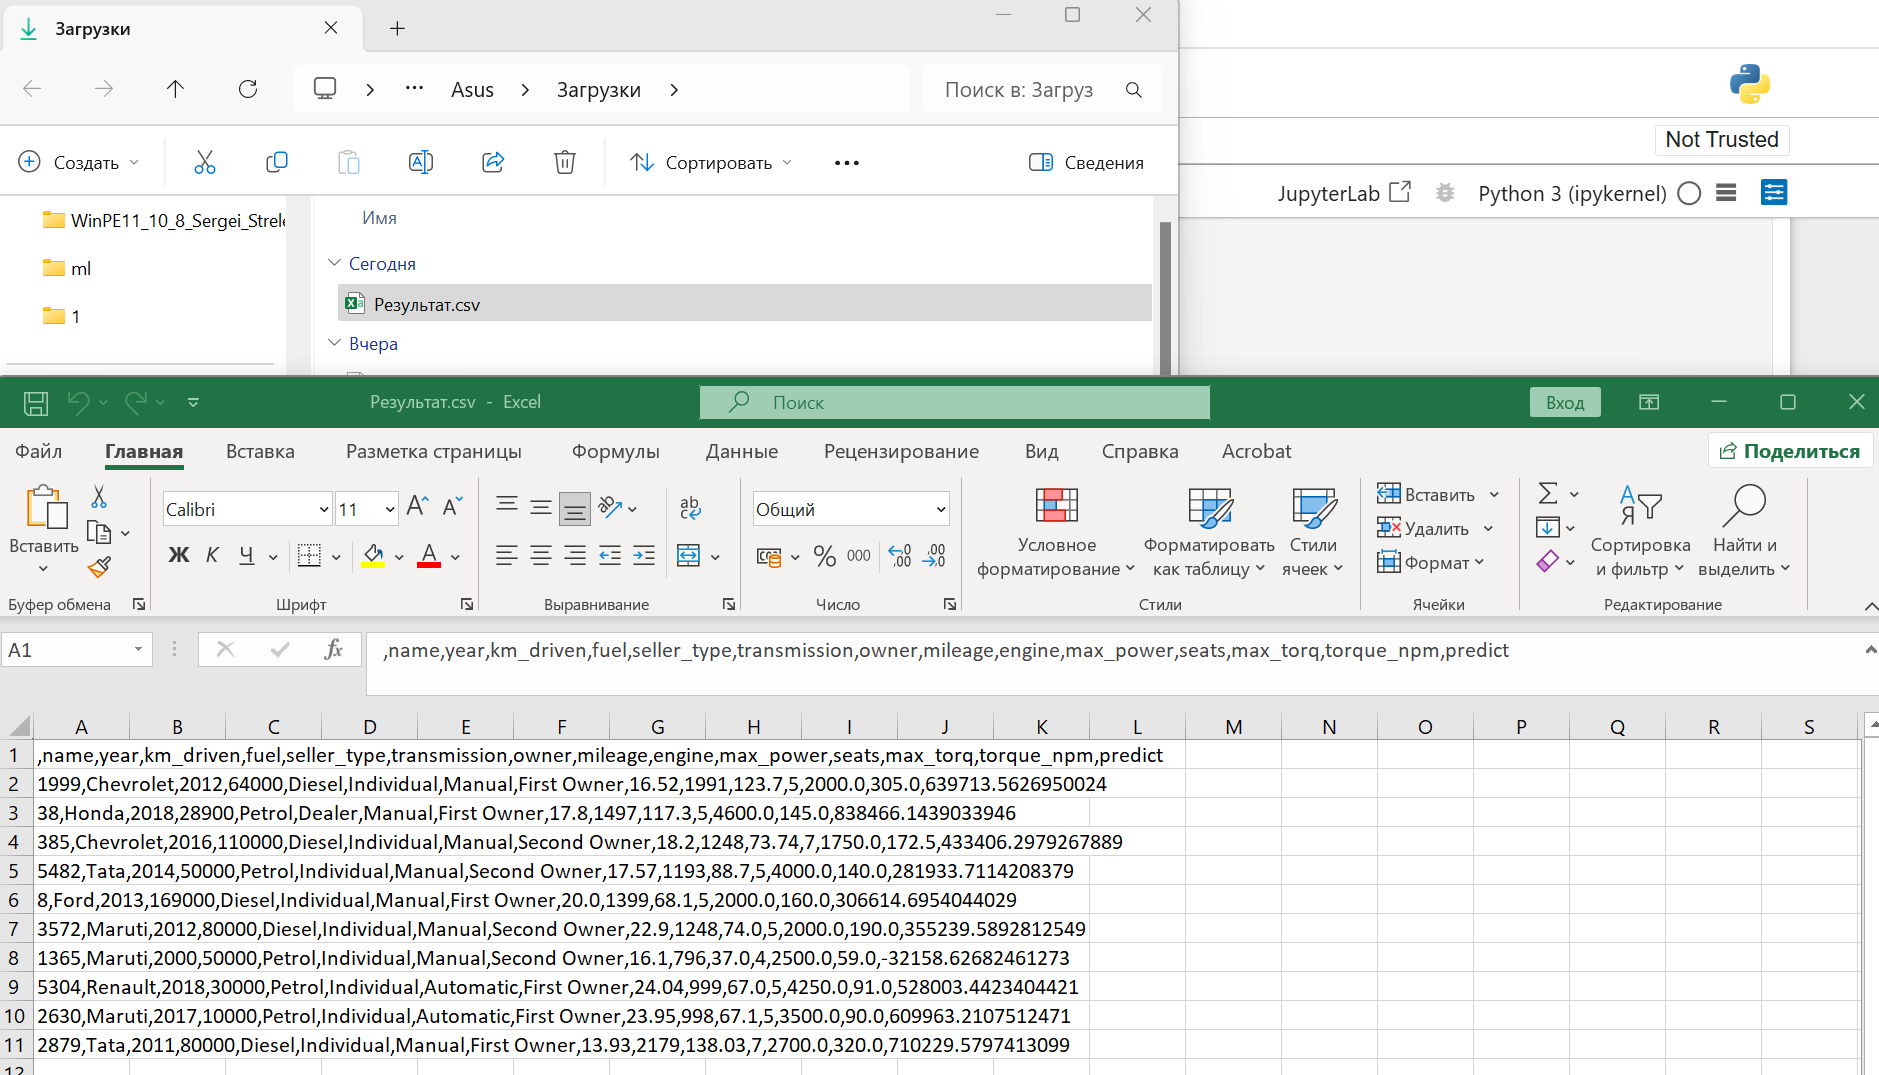 Загрузки
Asus Загрузки
Поиск в: Загруз
Not Trusted
Создать
Сортировать
Сведения
JupyterLab
Python 3 (ipykernel)
WinPE11_10_8_Sergei_Strele
ml
1
Имя
Сегодня
Результат.csv
Вчера
Результат.csv - Excel
Поиск
Вход
Файл Главная Вставка Разметка страницы Формулы Данные Рецензирование Вид Справка Acrobat
Поделиться
Вставить
Calibri 11
Ж К Ч
Общий
% 000
Условное форматирование
Форматировать как таблицу
Стили ячеек
Вставить
Удалить
Формат
Сортировка и фильтр
Найти и выделить
Буфер обмена Шрифт Выравнивание Число Стили Ячейки Редактирование
A1
fx
,name,year,km_driven,fuel,seller_type,transmission,owner,mileage,engine,max_power,seats,max_torq,torque_npm,predict
A B C D E F G H I J K L M N O P Q R S
1 ,name,year,km_driven,fuel,seller_type,transmission,owner,mileage,engine,max_power,seats,max_torq,torque_npm,predict
2 1999,Chevrolet,2012,64000,Diesel,Individual,Manual,First Owner,16.52,1991,123.7,5,2000.0,305.0,639713.5626950024
3 38,Honda,2018,28900,Petrol,Dealer,Manual,First Owner,17.8,1497,117.3,5,4600.0,145.0,838466.1439033946
4 385,Chevrolet,2016,110000,Diesel,Individual,Manual,Second Owner,18.2,1248,73.74,7,1750.0,172.5,433406.2979267889
5 5482,Tata,2014,50000,Petrol,Individual,Manual,Second Owner,17.57,1193,88.7,5,4000.0,140.0,281933.7114208379
6 8,Ford,2013,169000,Diesel,Individual,Manual,First Owner,20.0,1399,68.1,5,2000.0,160.0,306614.6954044029
7 3572,Maruti,2012,80000,Diesel,Individual,Manual,Second Owner,22.9,1248,74.0,5,2000.0,190.0,355239.5892812549
8 1365,Maruti,2000,50000,Petrol,Individual,Manual,Second Owner,16.1,796,37.0,4,2500.0,59.0,-32158.62682461273
9 5304,Renault,2018,30000,Petrol,Individual,Automatic,First Owner,24.04,999,67.0,5,4250.0,91.0,528003.4423404421
10 2630,Maruti,2017,10000,Petrol,Individual,Automatic,First Owner,23.95,998,67.1,5,3500.0,90.0,609963.2107512471
11 2879,Tata,2011,80000,Diesel,Individual,Manual,First Owner,13.93,2179,138.03,7,2700.0,320.0,710229.5797413099
12